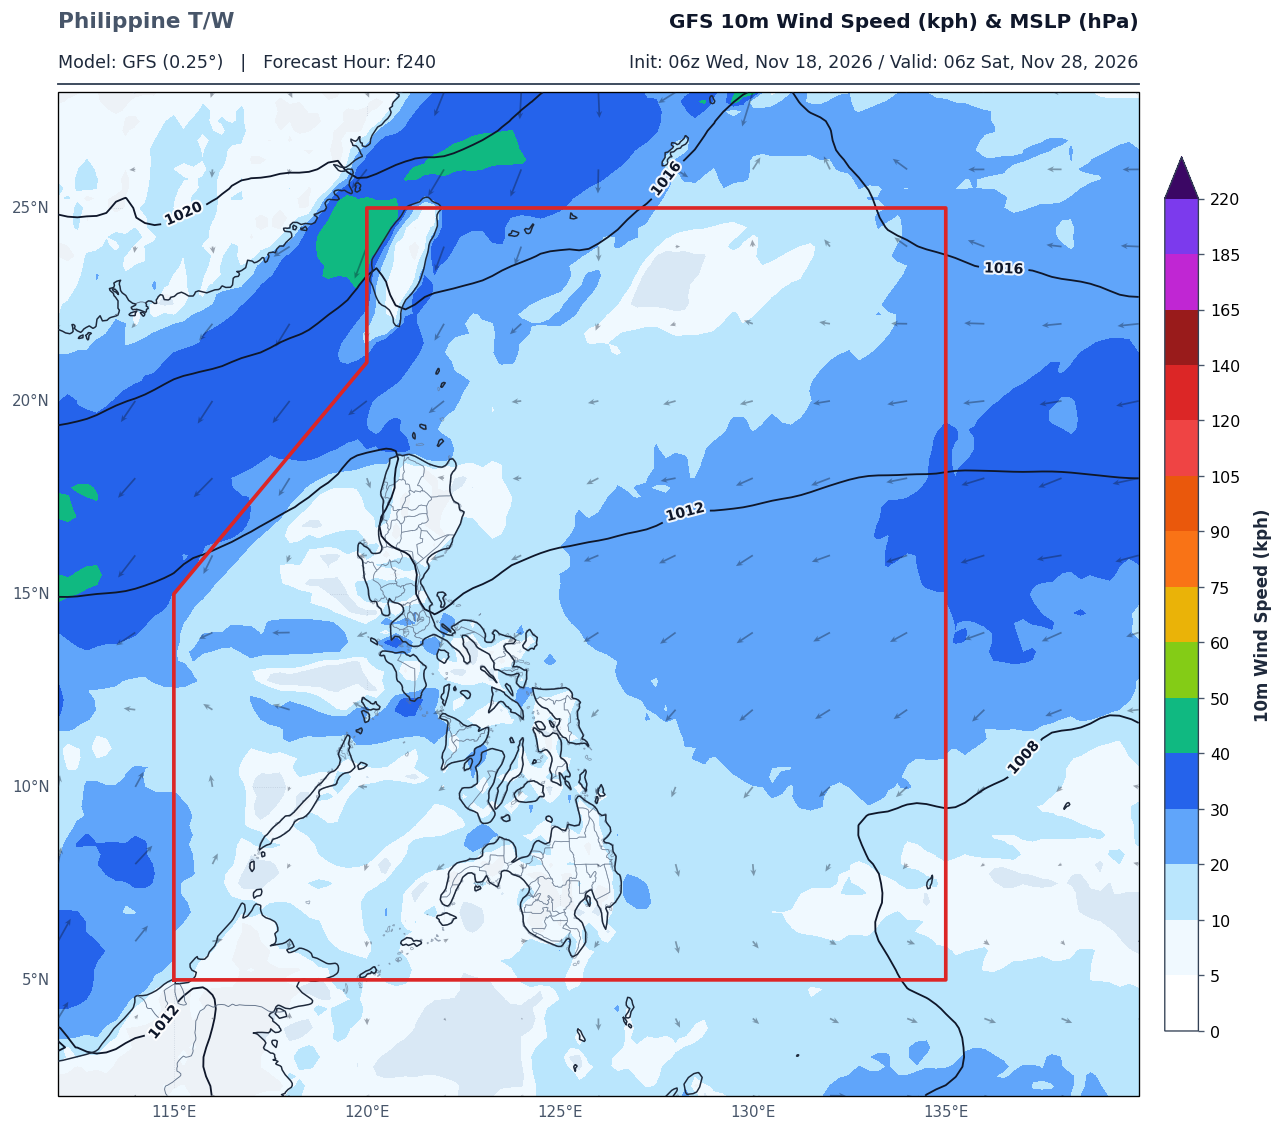 Philippine T/W
GFS 10m Wind Speed (kph) & MSLP (hPa)
Model: GFS (0.25°) | Forecast Hour: f240
Init: 06z Wed, Nov 18, 2026 / Valid: 06z Sat, Nov 28, 2026
1020
1016
1016
1012
1008
1012
25°N
20°N
15°N
10°N
5°N
115°E
120°E
125°E
130°E
135°E
220
185
165
140
120
105
90
75
60
50
40
30
20
10
5
0
10m Wind Speed (kph)